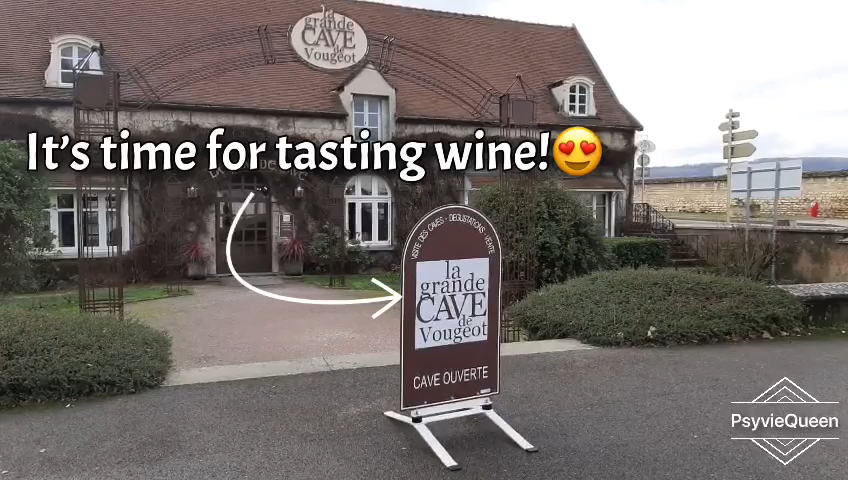 la
grande
CAVE
de
Vougeot
It's time for tasting wine!😍
VISITE DES CAVES - DEGUSTATIONS - VENTE
la
grande
CAVE
de
VOUGEOT
CAVE OUVERTE
PsyvieQueen